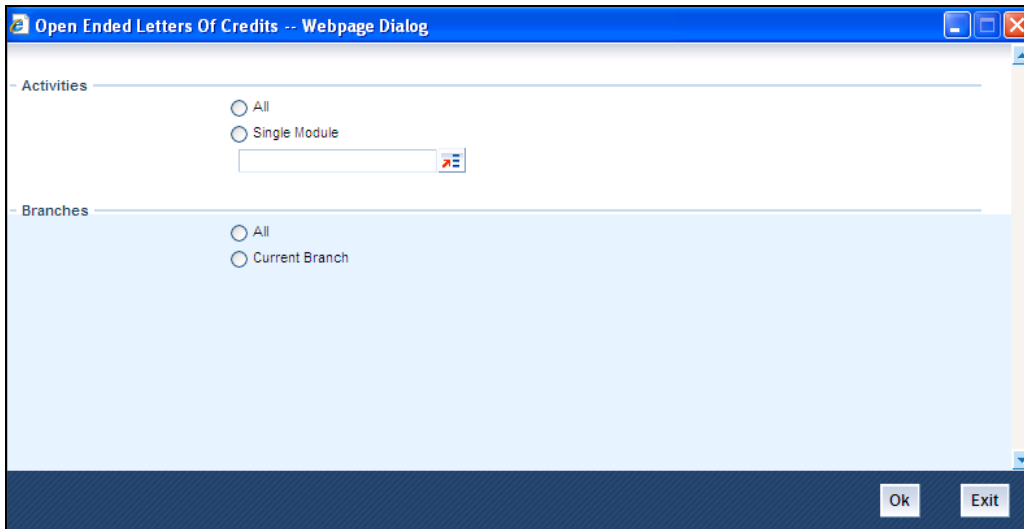 Open Ended Letters Of Credits -- Webpage Dialog
Activities
All
Single Module
Branches
All
Current Branch
Ok Exit